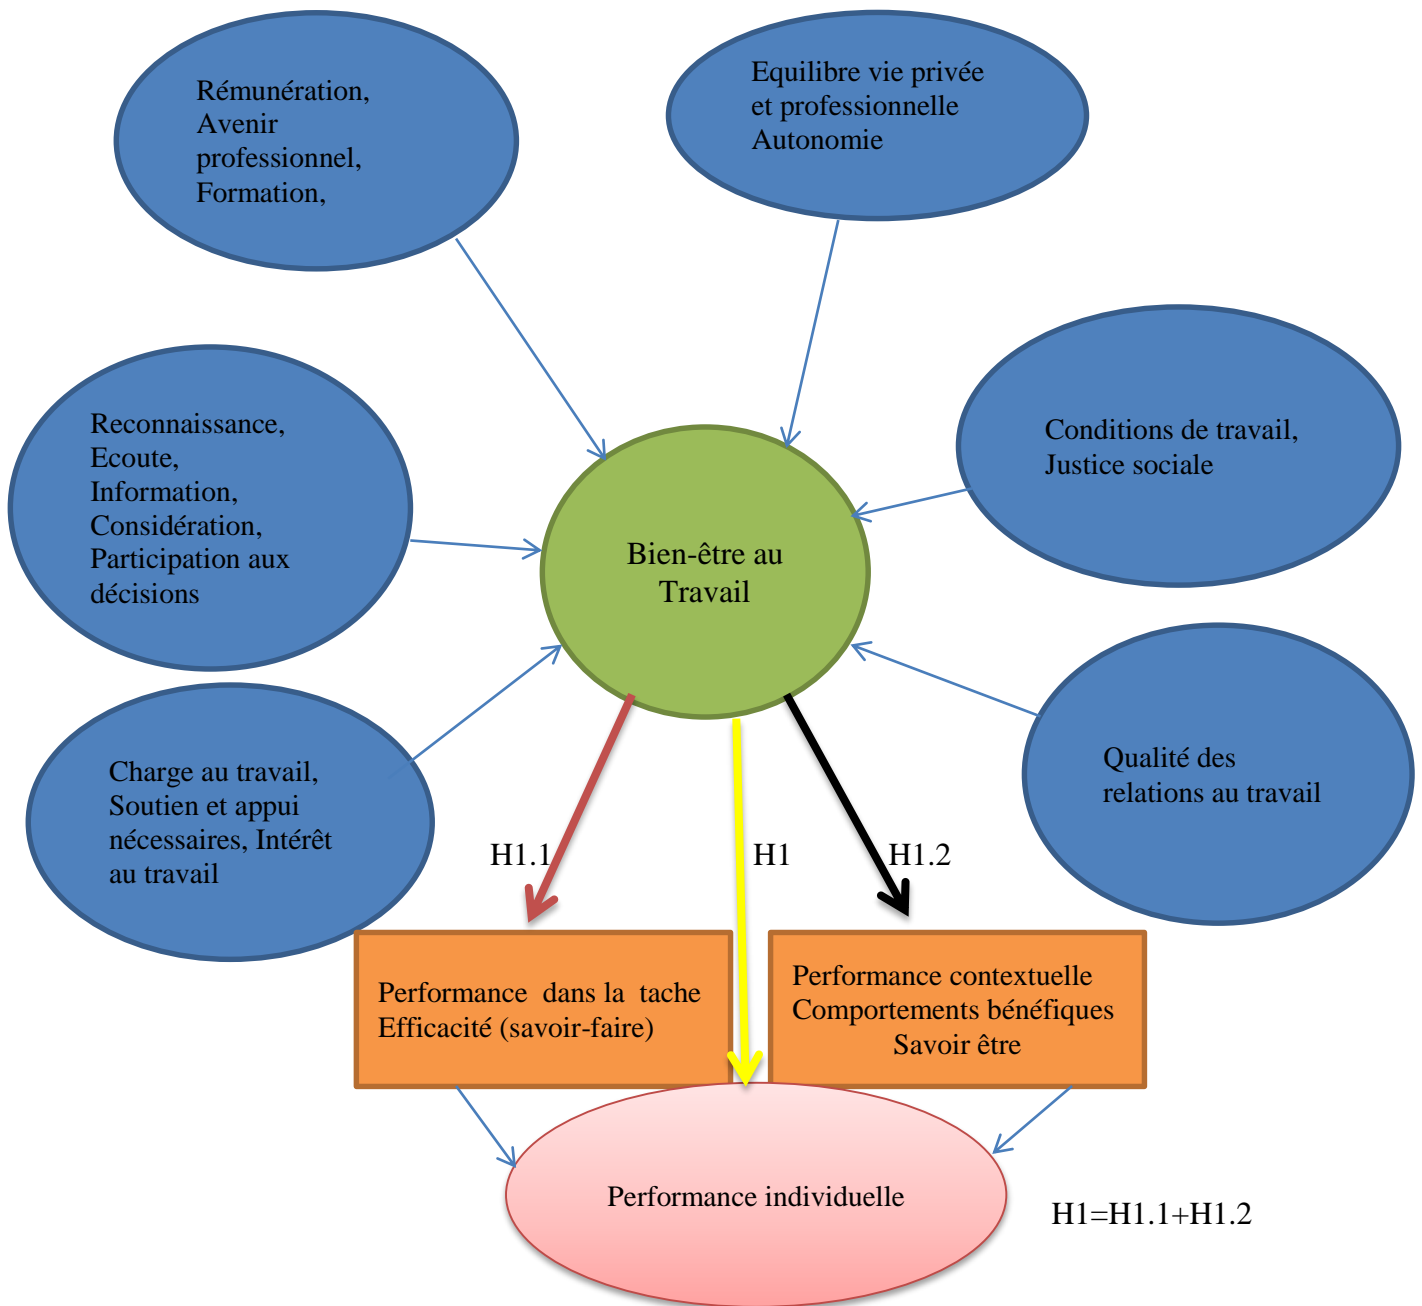 Rémunération,
Avenir
professionnel,
Formation,
Equilibre vie privée
et professionnelle
Autonomie
Reconnaissance,
Ecoute,
Information,
Considération,
Participation aux
décisions
Conditions de travail,
Justice sociale
Bien-être au
Travail
Charge au travail,
Soutien et appui
nécessaires, Intérêt
au travail
Qualité des
relations au travail
H1.1
H1
H1.2
Performance dans la tache
Efficacité (savoir-faire)
Performance contextuelle
Comportements bénéfiques
Savoir être
Performance individuelle
H1=H1.1+H1.2